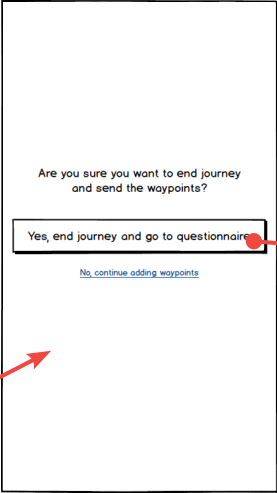 Are you sure you want to end journey
and send the waypoints?
Yes, end journey and go to questionnaire
No, continue adding waypoints